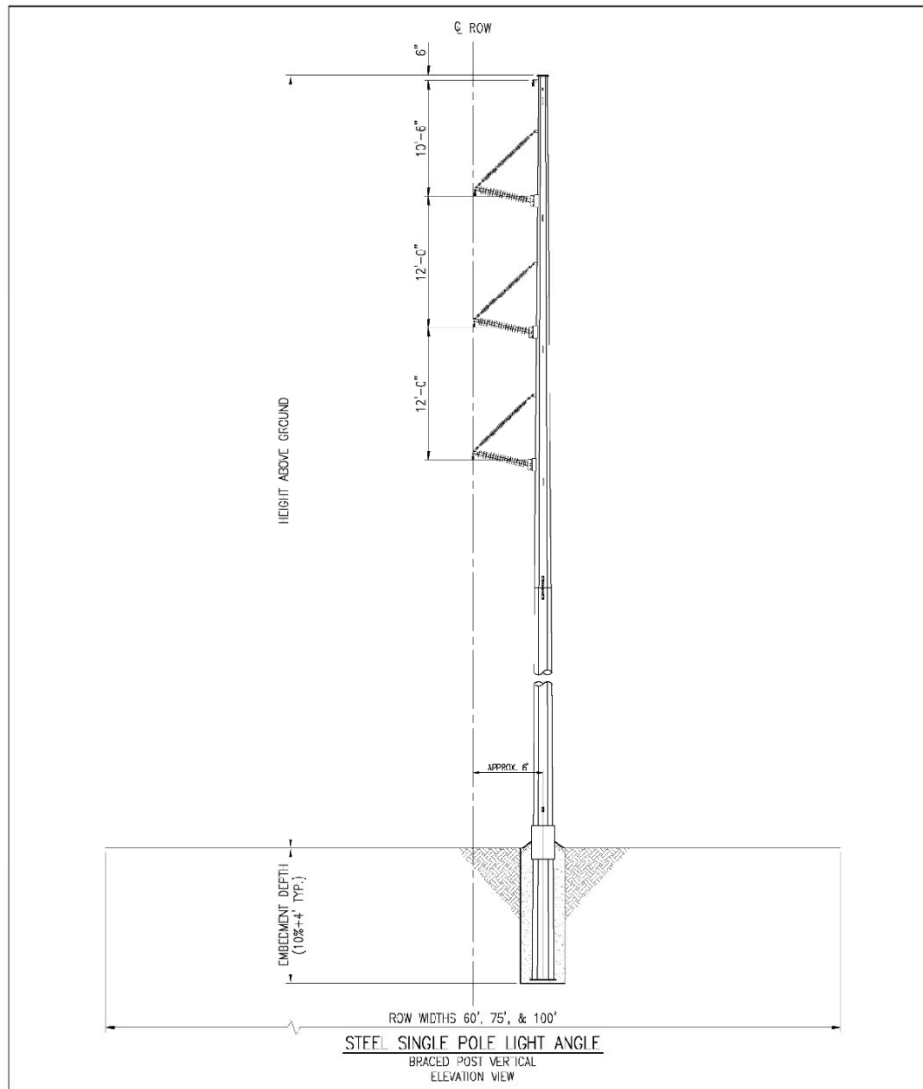 ℄ ROW
6"
10'-6"
12'-0"
12'-0"
HEIGHT ABOVE GROUND
APPROX. 6'
EMBEDMENT DEPTH
(10%+4' TYP.)
ROW WIDTHS 60', 75', & 100'
STEEL SINGLE POLE LIGHT ANGLE
BRACED POST VERTICAL
ELEVATION VIEW